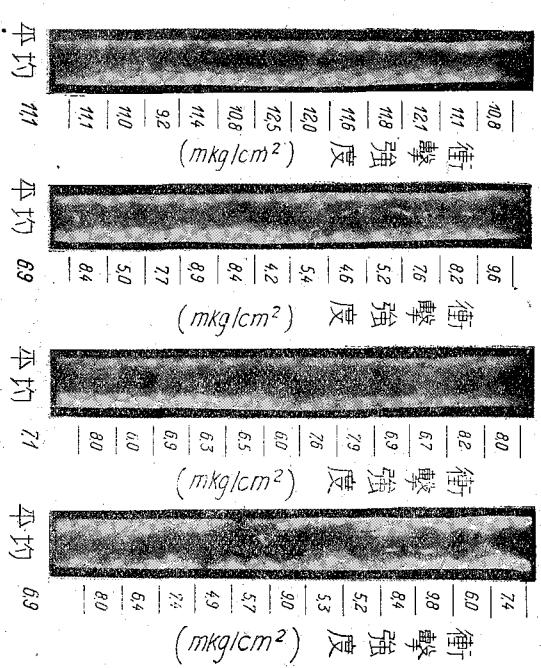 平均
11.1 11.1 11.0 9.2 11.4 10.8 12.5 12.0 11.6 11.8 12.1 11.1 10.8
衝撃強度 (mkg/cm²)
平均
6.9 8.4 5.0 7.7 8.9 8.4 4.2 5.4 4.6 5.2 7.6 8.2 9.6
衝撃強度 (mkg/cm²)
平均
7.1 8.0 6.0 6.9 6.3 6.5 6.0 7.6 7.9 6.9 6.7 8.2 8.0
衝撃強度 (mkg/cm²)
平均
6.9 8.0 6.4 7.4 4.9 5.7 9.0 5.3 5.2 8.4 9.8 6.0 7.4
衝撃強度 (mkg/cm²)